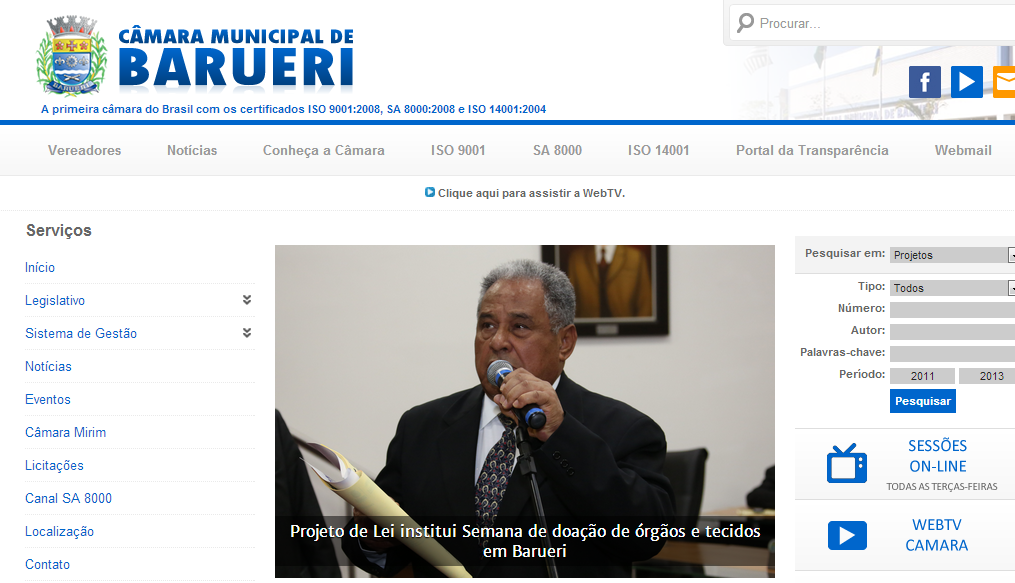 CÂMARA MUNICIPAL DE
BARUERI
A primeira câmara do Brasil com os certificados ISO 9001:2008, SA 8000:2008 e ISO 14001:2004
Procurar...
f
Vereadores Notícias Conheça a Câmara ISO 9001 SA 8000 ISO 14001 Portal da Transparência Webmail
Clique aqui para assistir a WebTV.
Serviços
Início
Legislativo
Sistema de Gestão
Notícias
Eventos
Câmara Mirim
Licitações
Canal SA 8000
Localização
Contato
Projeto de Lei institui Semana de doação de órgãos e tecidos
em Barueri
Pesquisar em: Projetos
Tipo: Todos
Número:
Autor:
Palavras-chave:
Período: 2011 2013
Pesquisar
SESSÕES
ON-LINE
TODAS AS TERÇAS-FEIRAS
WEBTV
CAMARA